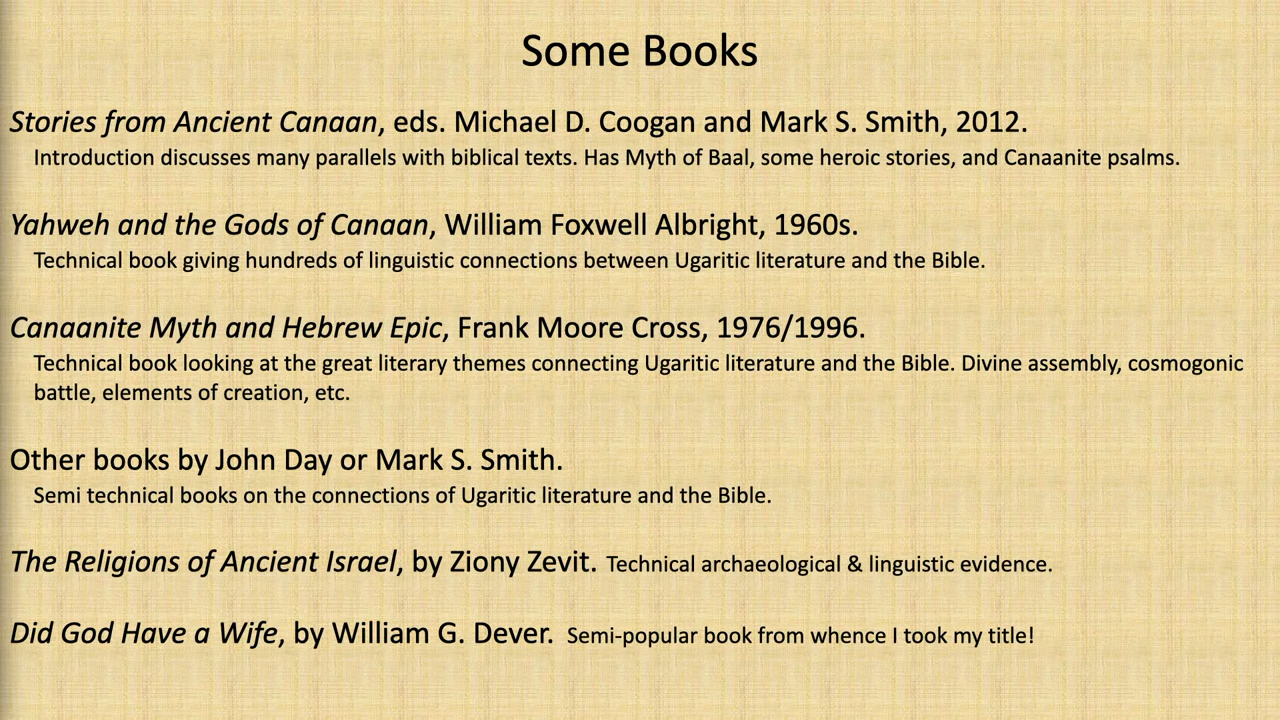 Some Books
Stories from Ancient Canaan, eds. Michael D. Coogan and Mark S. Smith, 2012.
Introduction discusses many parallels with biblical texts. Has Myth of Baal, some heroic stories, and Canaanite psalms.
Yahweh and the Gods of Canaan, William Foxwell Albright, 1960s.
Technical book giving hundreds of linguistic connections between Ugaritic literature and the Bible.
Canaanite Myth and Hebrew Epic, Frank Moore Cross, 1976/1996.
Technical book looking at the great literary themes connecting Ugaritic literature and the Bible. Divine assembly, cosmogonic
battle, elements of creation, etc.
Other books by John Day or Mark S. Smith.
Semi technical books on the connections of Ugaritic literature and the Bible.
The Religions of Ancient Israel, by Ziony Zevit. Technical archaeological & linguistic evidence.
Did God Have a Wife, by William G. Dever. Semi-popular book from whence I took my title!